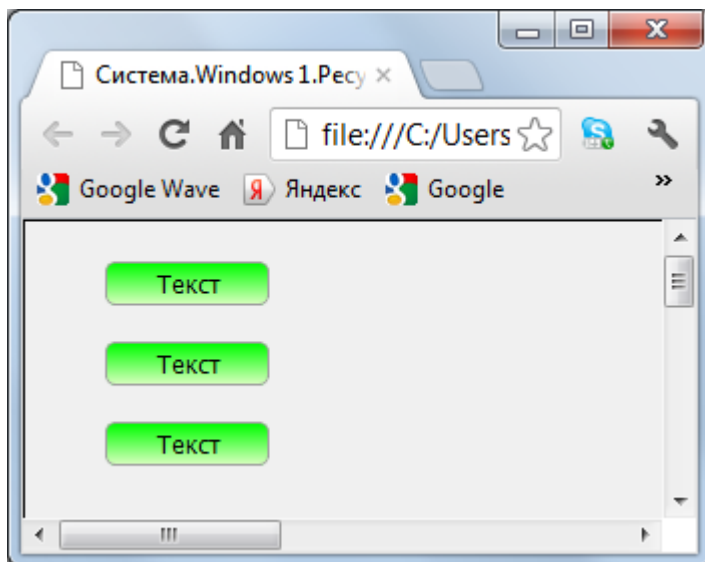 Система.Windows 1.Ресу
file:///C:/Users
Google Wave Яндекс Google
Текст
Текст
Текст